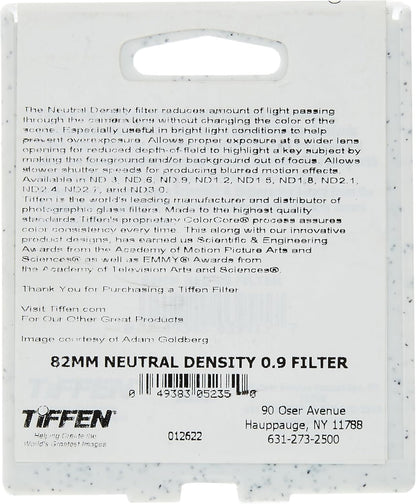 The Neutral Density filter reduces amount of light passing
through the camera lens without changing the color of the
scene. Especially useful in bright light conditions to help
prevent overexposure. Allows proper exposure at a wider lens
opening for reduced depth-of-field to highlight a key subject by
making the foreground and/or background out of focus. Allows
slower shutter speeds for producing blurred motion effects.
Available in ND.3, ND.6, ND.9, ND1.2, ND1.5, ND1.8, ND2.1,
ND2.4, ND2.7, and ND3.0.
Tiffen is the world's leading manufacturer and distributor of
photographic glass filters. Made to the highest quality
standards. Tiffen's proprietary ColorCore® process assures
color consistency every time. This along with our innovative
product designs, has earned us Scientific & Engineering
Awards from the Academy of Motion Picture Arts and
Sciences® as well as EMMY® Awards from
the Academy of Television Arts and Sciences®.
Thank You for Purchasing a Tiffen Filter
Visit Tiffen.com
For Our Other Great Products
Image courtesy of Adam Goldberg
82MM NEUTRAL DENSITY 0.9 FILTER
0 49383 05235 0
TIFFEN®
Helping Create the
World's Greatest Images
012622
90 Oser Avenue
Hauppauge, NY 11788
631-273-2500